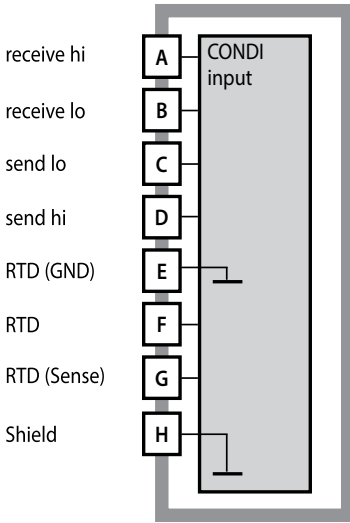 receive hi A CONDI
input
receive lo B
send lo C
send hi D
RTD (GND) E
RTD F
RTD (Sense) G
Shield H